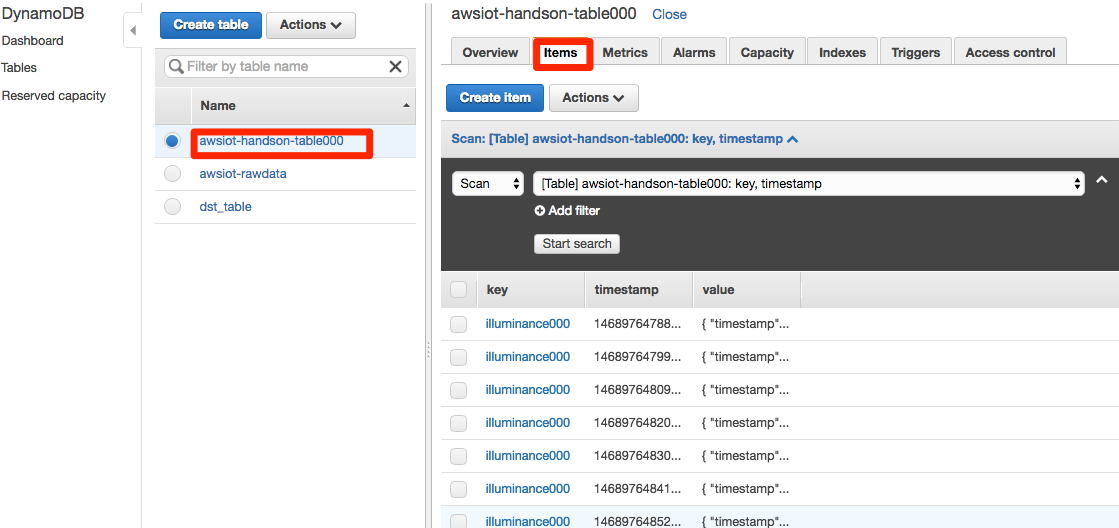 DynamoDB
Dashboard
Tables
Reserved capacity
Create table Actions
Filter by table name
Name
awsiot-handson-table000
awsiot-rawdata
dst_table
awsiot-handson-table000 Close
Overview Items Metrics Alarms Capacity Indexes Triggers Access control
Create item Actions
Scan: [Table] awsiot-handson-table000: key, timestamp
Scan [Table] awsiot-handson-table000: key, timestamp
Add filter
Start search
key timestamp value
illuminance000 14689764788... { "timestamp"...
illuminance000 14689764799... { "timestamp"...
illuminance000 14689764809... { "timestamp"...
illuminance000 14689764820... { "timestamp"...
illuminance000 14689764830... { "timestamp"...
illuminance000 14689764841... { "timestamp"...
illuminance000 14689764852... { "timestamp"...